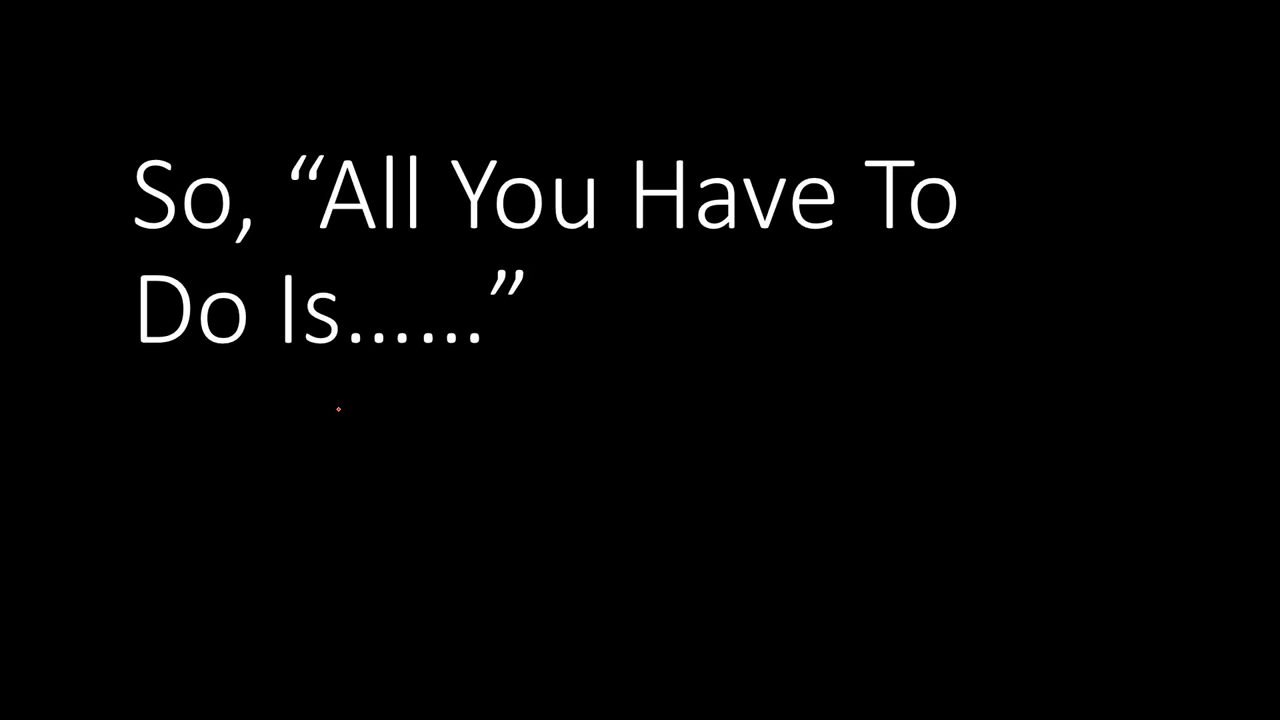 So, “All You Have To
Do Is……”